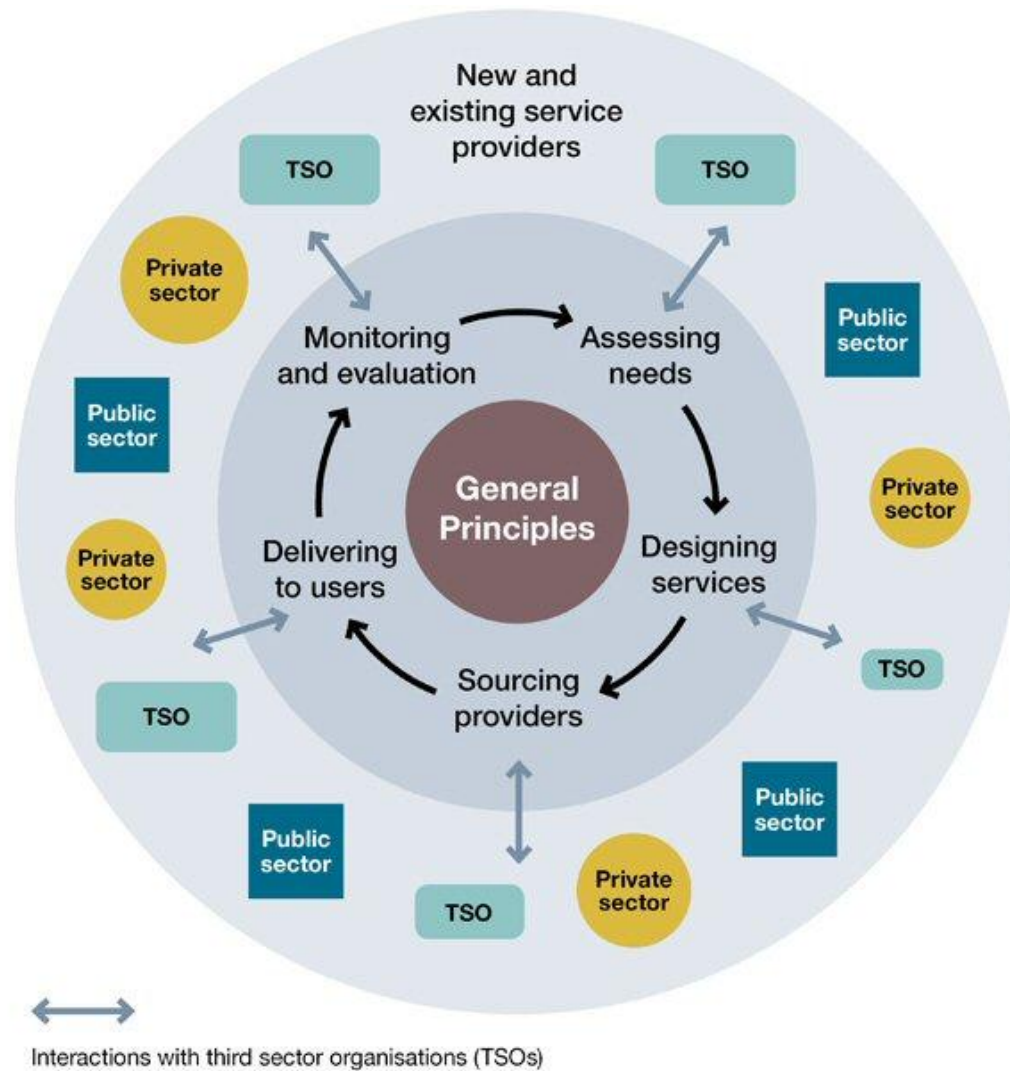 New and
existing service
providers
TSO
TSO
Private
sector
Public
sector
Monitoring
and evaluation
Assessing
needs
Public
sector
General
Principles
Private
sector
Private
sector
Delivering
to users
Designing
services
TSO
TSO
Sourcing
providers
Public
sector
Public
sector
TSO
Private
sector
Interactions with third sector organisations (TSOs)